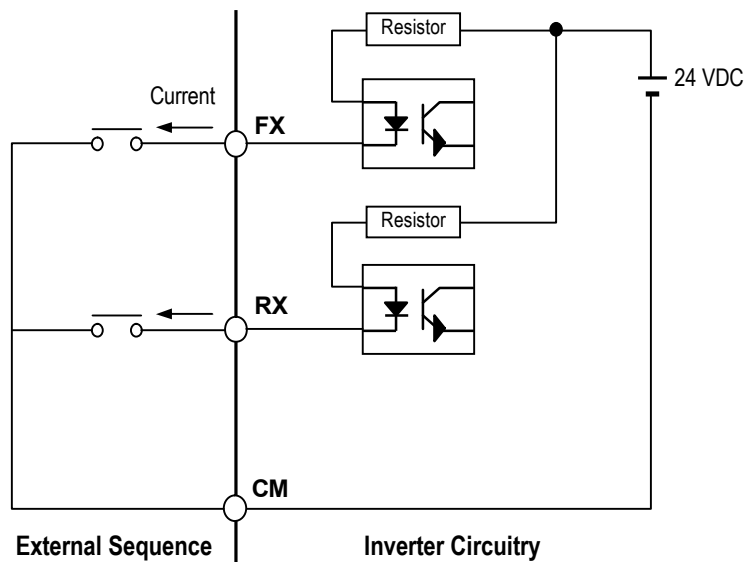 Resistor
24 VDC
Current
FX
Resistor
RX
CM
External Sequence
Inverter Circuitry